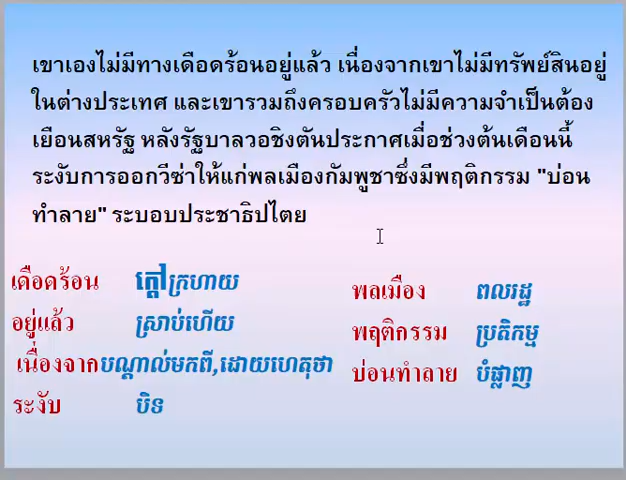 เขาเองไม่มีทางเดือดร้อนอยู่แล้ว เนื่องจากเขาไม่มีทรัพย์สินอยู่
ในต่างประเทศ และเขารวมถึงครอบครัวไม่มีความจำเป็นต้อง
เยือนสหรัฐ หลังรัฐบาลวอชิงตันประกาศเมื่อช่วงต้นเดือนนี้
ระงับการออกวีซ่าให้แก่พลเมืองกัมพูชาซึ่งมีพฤติกรรม "บ่อน
ทำลาย" ระบอบประชาธิปไตย
เดือดร้อน ក្តៅក្រហាយ
อยู่แล้ว ស្រាប់ហើយ
เนื่องจาก បណ្តាល់មកពី,ដោយហេតុថា
ระงับ បិទ
พลเมือง ពលរដ្ឋ
พฤติกรรม ប្រតិកម្ម
บ่อนทำลาย បំផ្លាញ